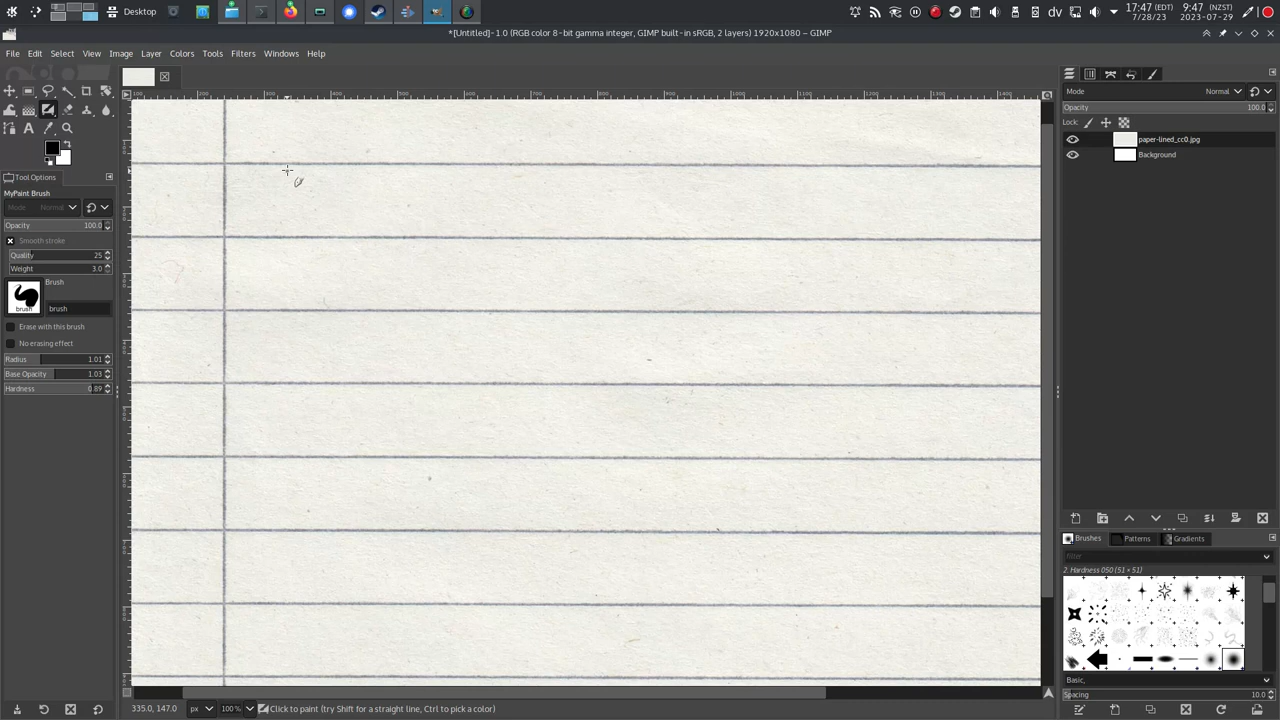 Desktop 12
dv
17:47 (EDT) 9:47 (NZST)
7/28/23 2023-07-29
*[Untitled]-1.0 (RGB color 8-bit gamma integer, GIMP built-in sRGB, 2 layers) 1920x1080 – GIMP
File Edit Select View Image Layer Colors Tools Filters Windows Help
Mode Normal
Opacity 100.0
Lock:
paper-lined_cc0.jpg
Background
Tool Options
MyPaint Brush
Mode Normal
Opacity 100.0
Smooth stroke
Quality 25
Weight 3.0
Brush
brush
brush
Erase with this brush
No erasing effect
Radius 1.01
Base Opacity 1.03
Hardness 0.89
Brushes Patterns Gradients
filter
2. Hardness 050 (51 × 51)
Basic,
Spacing 10.0
335.0, 147.0 px 100% Click to paint (try Shift for a straight line, Ctrl to pick a color)